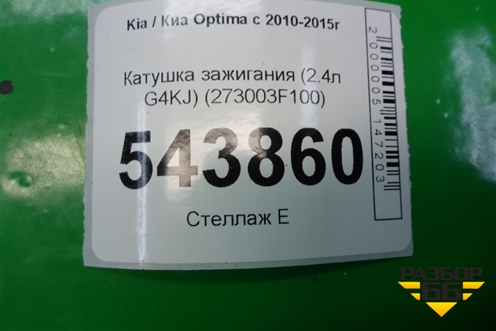 Kia / Киа Optima с 2010-2015г
Катушка зажигания (2.4л
G4KJ) (273003F100)
543860
Стеллаж Е
2000005147203
РАЗБОР
66